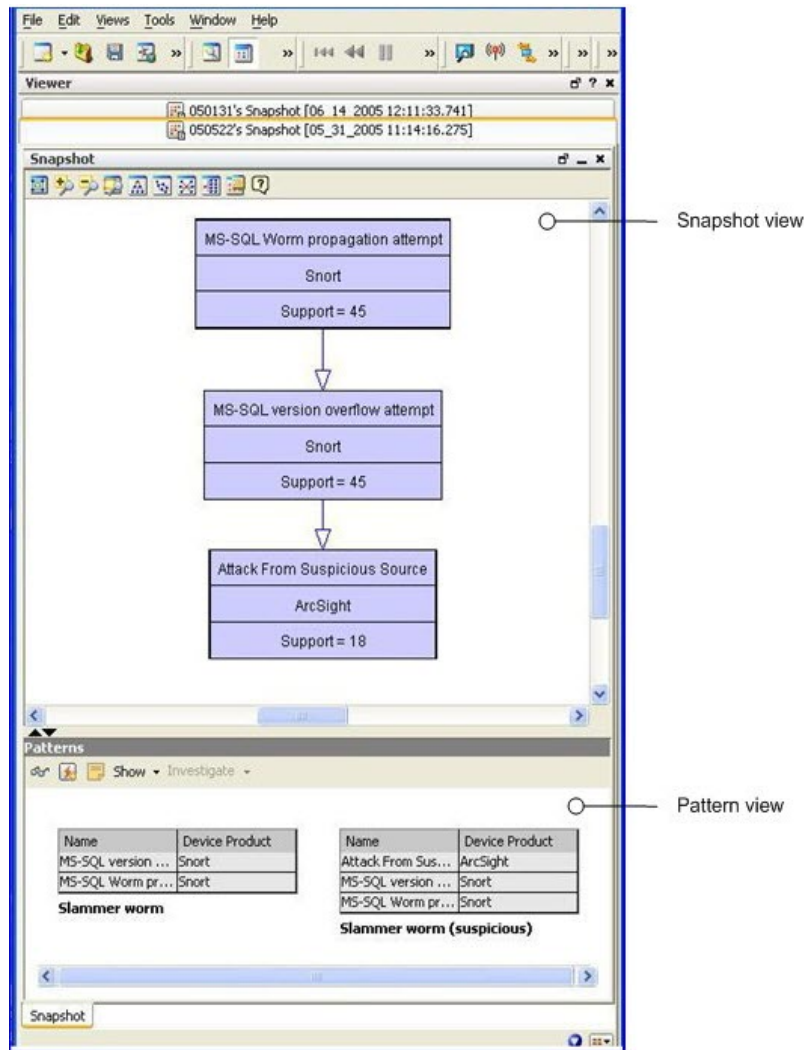 File Edit Views Tools Window Help
Viewer
050131's Snapshot [06_14_2005 12:11:33.741]
050522's Snapshot [05_31_2005 11:14:16.275]
Snapshot
Snapshot view
MS-SQL Worm propagation attempt
Snort
Support = 45
MS-SQL version overflow attempt
Snort
Support = 45
Attack From Suspicious Source
ArcSight
Support = 18
Patterns
Show Investigate
Pattern view
Name Device Product
MS-SQL version ... Snort
MS-SQL Worm pr... Snort
Slammer worm
Name Device Product
Attack From Sus... ArcSight
MS-SQL version ... Snort
MS-SQL Worm pr... Snort
Slammer worm (suspicious)
Snapshot